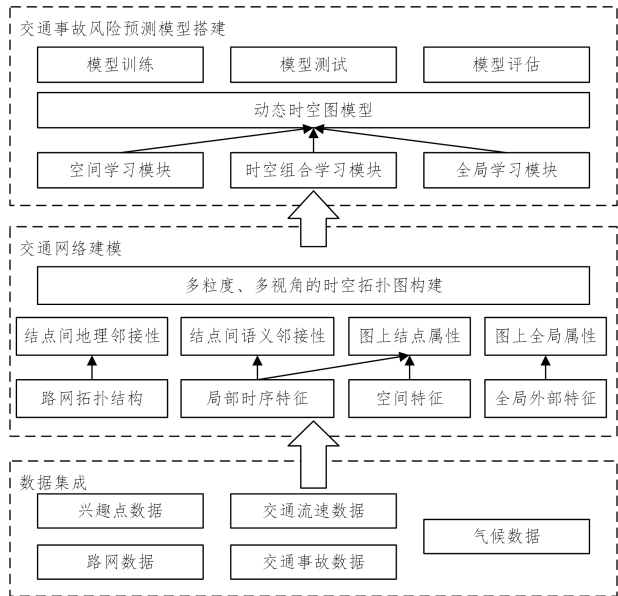 交通事故风险预测模型搭建
模型训练 模型测试 模型评估
动态时空图模型
空间学习模块 时空组合学习模块 全局学习模块
交通网络建模
多粒度、多视角的时空拓扑图构建
结点间地理邻接性 结点间语义邻接性 图上结点属性 图上全局属性
路网拓扑结构 局部时序特征 空间特征 全局外部特征
数据集成
兴趣点数据 交通流速数据
气候数据
路网数据 交通事故数据